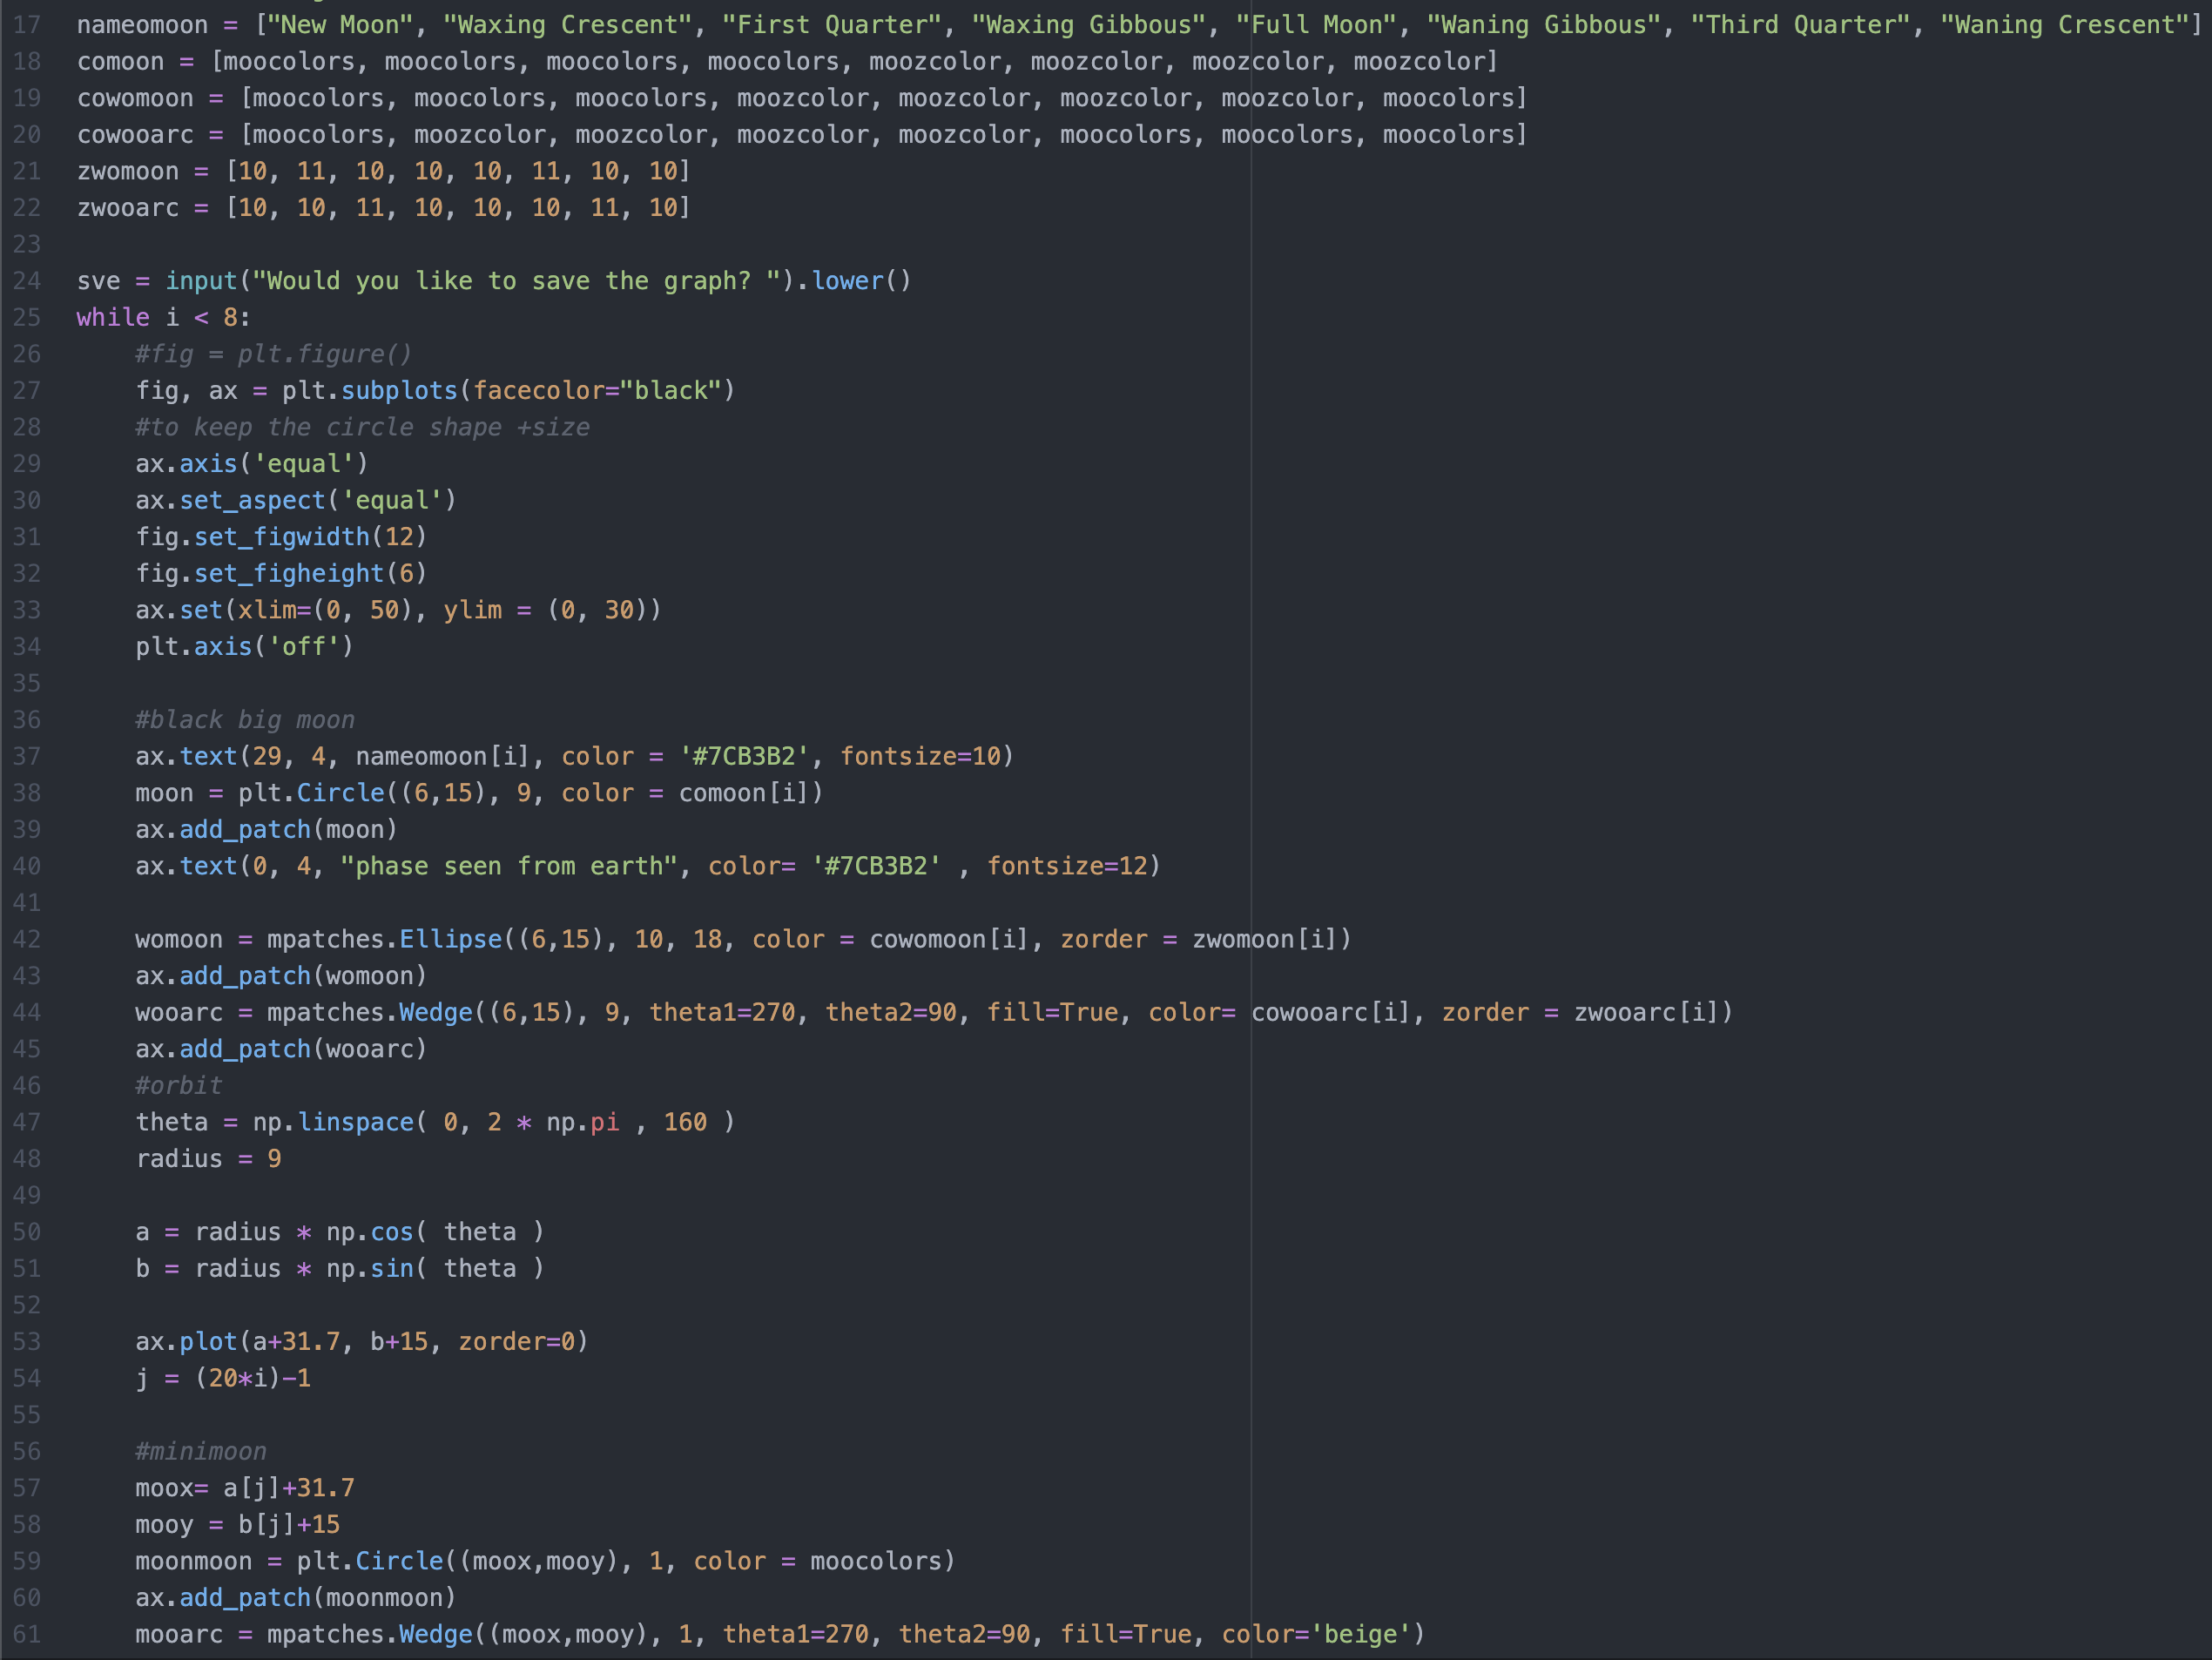 17 nameomoon = ["New Moon", "Waxing Crescent", "First Quarter", "Waxing Gibbous", "Full Moon", "Waning Gibbous", "Third Quarter", "Waning Crescent"]
18 comoon = [moocolors, moocolors, moocolors, moocolors, moozcolor, moozcolor, moozcolor, moozcolor]
19 cowomoon = [moocolors, moocolors, moocolors, moozcolor, moozcolor, moozcolor, moozcolor, moocolors]
20 cowooarc = [moocolors, moozcolor, moozcolor, moozcolor, moozcolor, moocolors, moocolors, moocolors]
21 zwomoon = [10, 11, 10, 10, 10, 11, 10, 10]
22 zwooarc = [10, 10, 11, 10, 10, 10, 11, 10]
23
24 sve = input("Would you like to save the graph? ").lower()
25 while i < 8:
26     #fig = plt.figure()
27     fig, ax = plt.subplots(facecolor="black")
28     #to keep the circle shape +size
29     ax.axis('equal')
30     ax.set_aspect('equal')
31     fig.set_figwidth(12)
32     fig.set_figheight(6)
33     ax.set(xlim=(0, 50), ylim = (0, 30))
34     plt.axis('off')
35
36     #black big moon
37     ax.text(29, 4, nameomoon[i], color = '#7CB3B2', fontsize=10)
38     moon = plt.Circle((6,15), 9, color = comoon[i])
39     ax.add_patch(moon)
40     ax.text(0, 4, "phase seen from earth", color= '#7CB3B2' , fontsize=12)
41
42     womoon = mpatches.Ellipse((6,15), 10, 18, color = cowomoon[i], zorder = zwomoon[i])
43     ax.add_patch(womoon)
44     wooarc = mpatches.Wedge((6,15), 9, theta1=270, theta2=90, fill=True, color= cowooarc[i], zorder = zwooarc[i])
45     ax.add_patch(wooarc)
46     #orbit
47     theta = np.linspace( 0, 2 * np.pi , 160 )
48     radius = 9
49
50     a = radius * np.cos( theta )
51     b = radius * np.sin( theta )
52
53     ax.plot(a+31.7, b+15, zorder=0)
54     j = (20*i)-1
55
56     #minimoon
57     moox= a[j]+31.7
58     mooy = b[j]+15
59     moonmoon = plt.Circle((moox,mooy), 1, color = moocolors)
60     ax.add_patch(moonmoon)
61     mooarc = mpatches.Wedge((moox,mooy), 1, theta1=270, theta2=90, fill=True, color='beige')